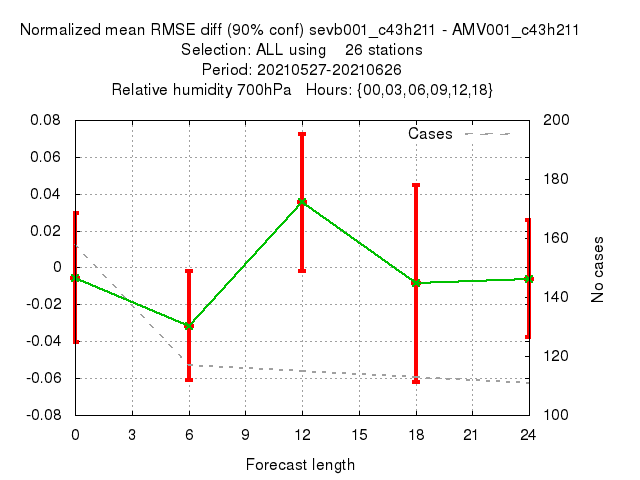 Normalized mean RMSE diff (90% conf) sevb001_c43h211 - AMV001_c43h211
Selection: ALL using    26 stations
Period: 20210527-20210626
Relative humidity 700hPa   Hours: {00,03,06,09,12,18}
Cases
0.08
0.06
0.04
0.02
0
-0.02
-0.04
-0.06
-0.08
200
180
160
140
120
100
No cases
0 3 6 9 12 15 18 21 24
Forecast length